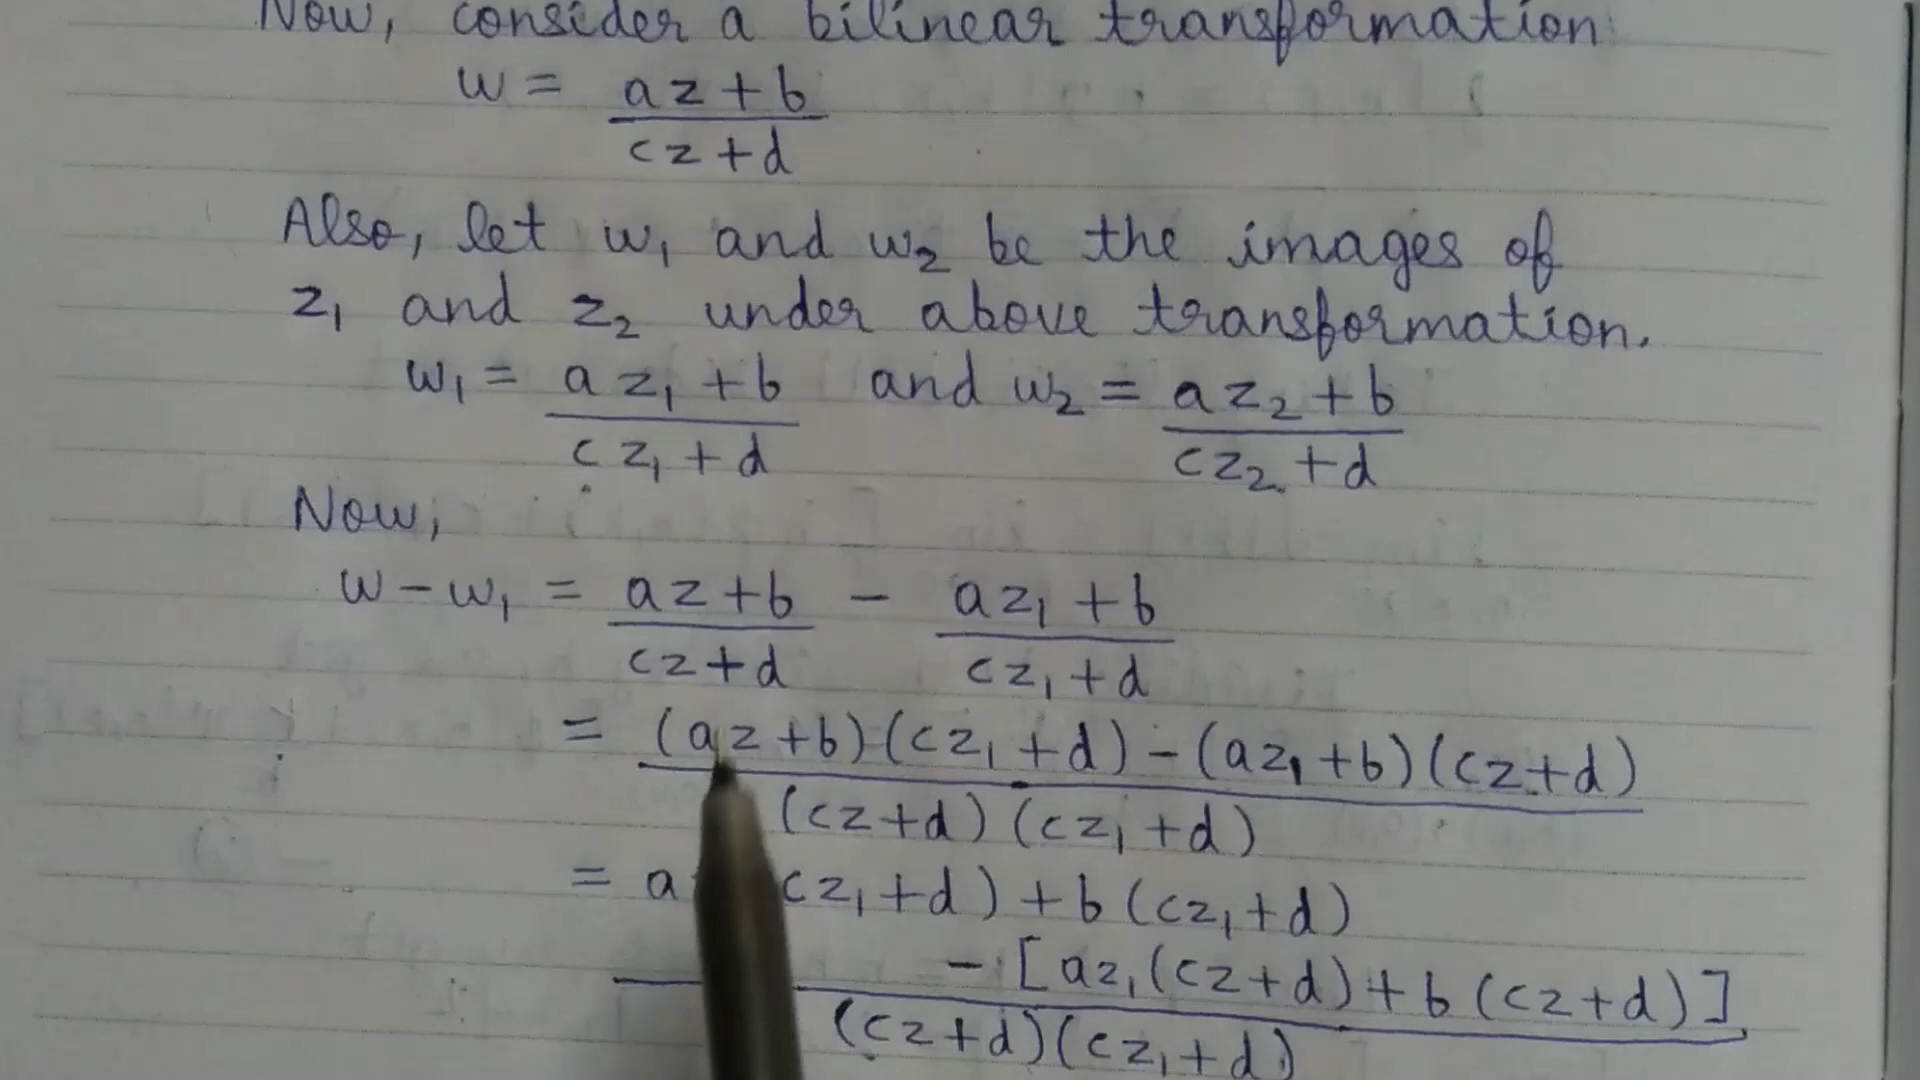 Now, consider a bilinear transformation
w = az+b
cz+d
Also, let w₁ and w₂ be the images of
z₁ and z₂ under above transformation.
w₁ = az₁+b and w₂ = az₂+b
cz₁+d cz₂+d
Now,
w-w₁ = az+b - az₁+b
cz+d cz₁+d
= (az+b)(cz₁+d)-(az₁+b)(cz+d)
(cz+d)(cz₁+d)
= a cz₁+d)+b(cz₁+d)
-[az₁(cz+d)+b(cz+d)]
(cz+d)(cz₁+d)